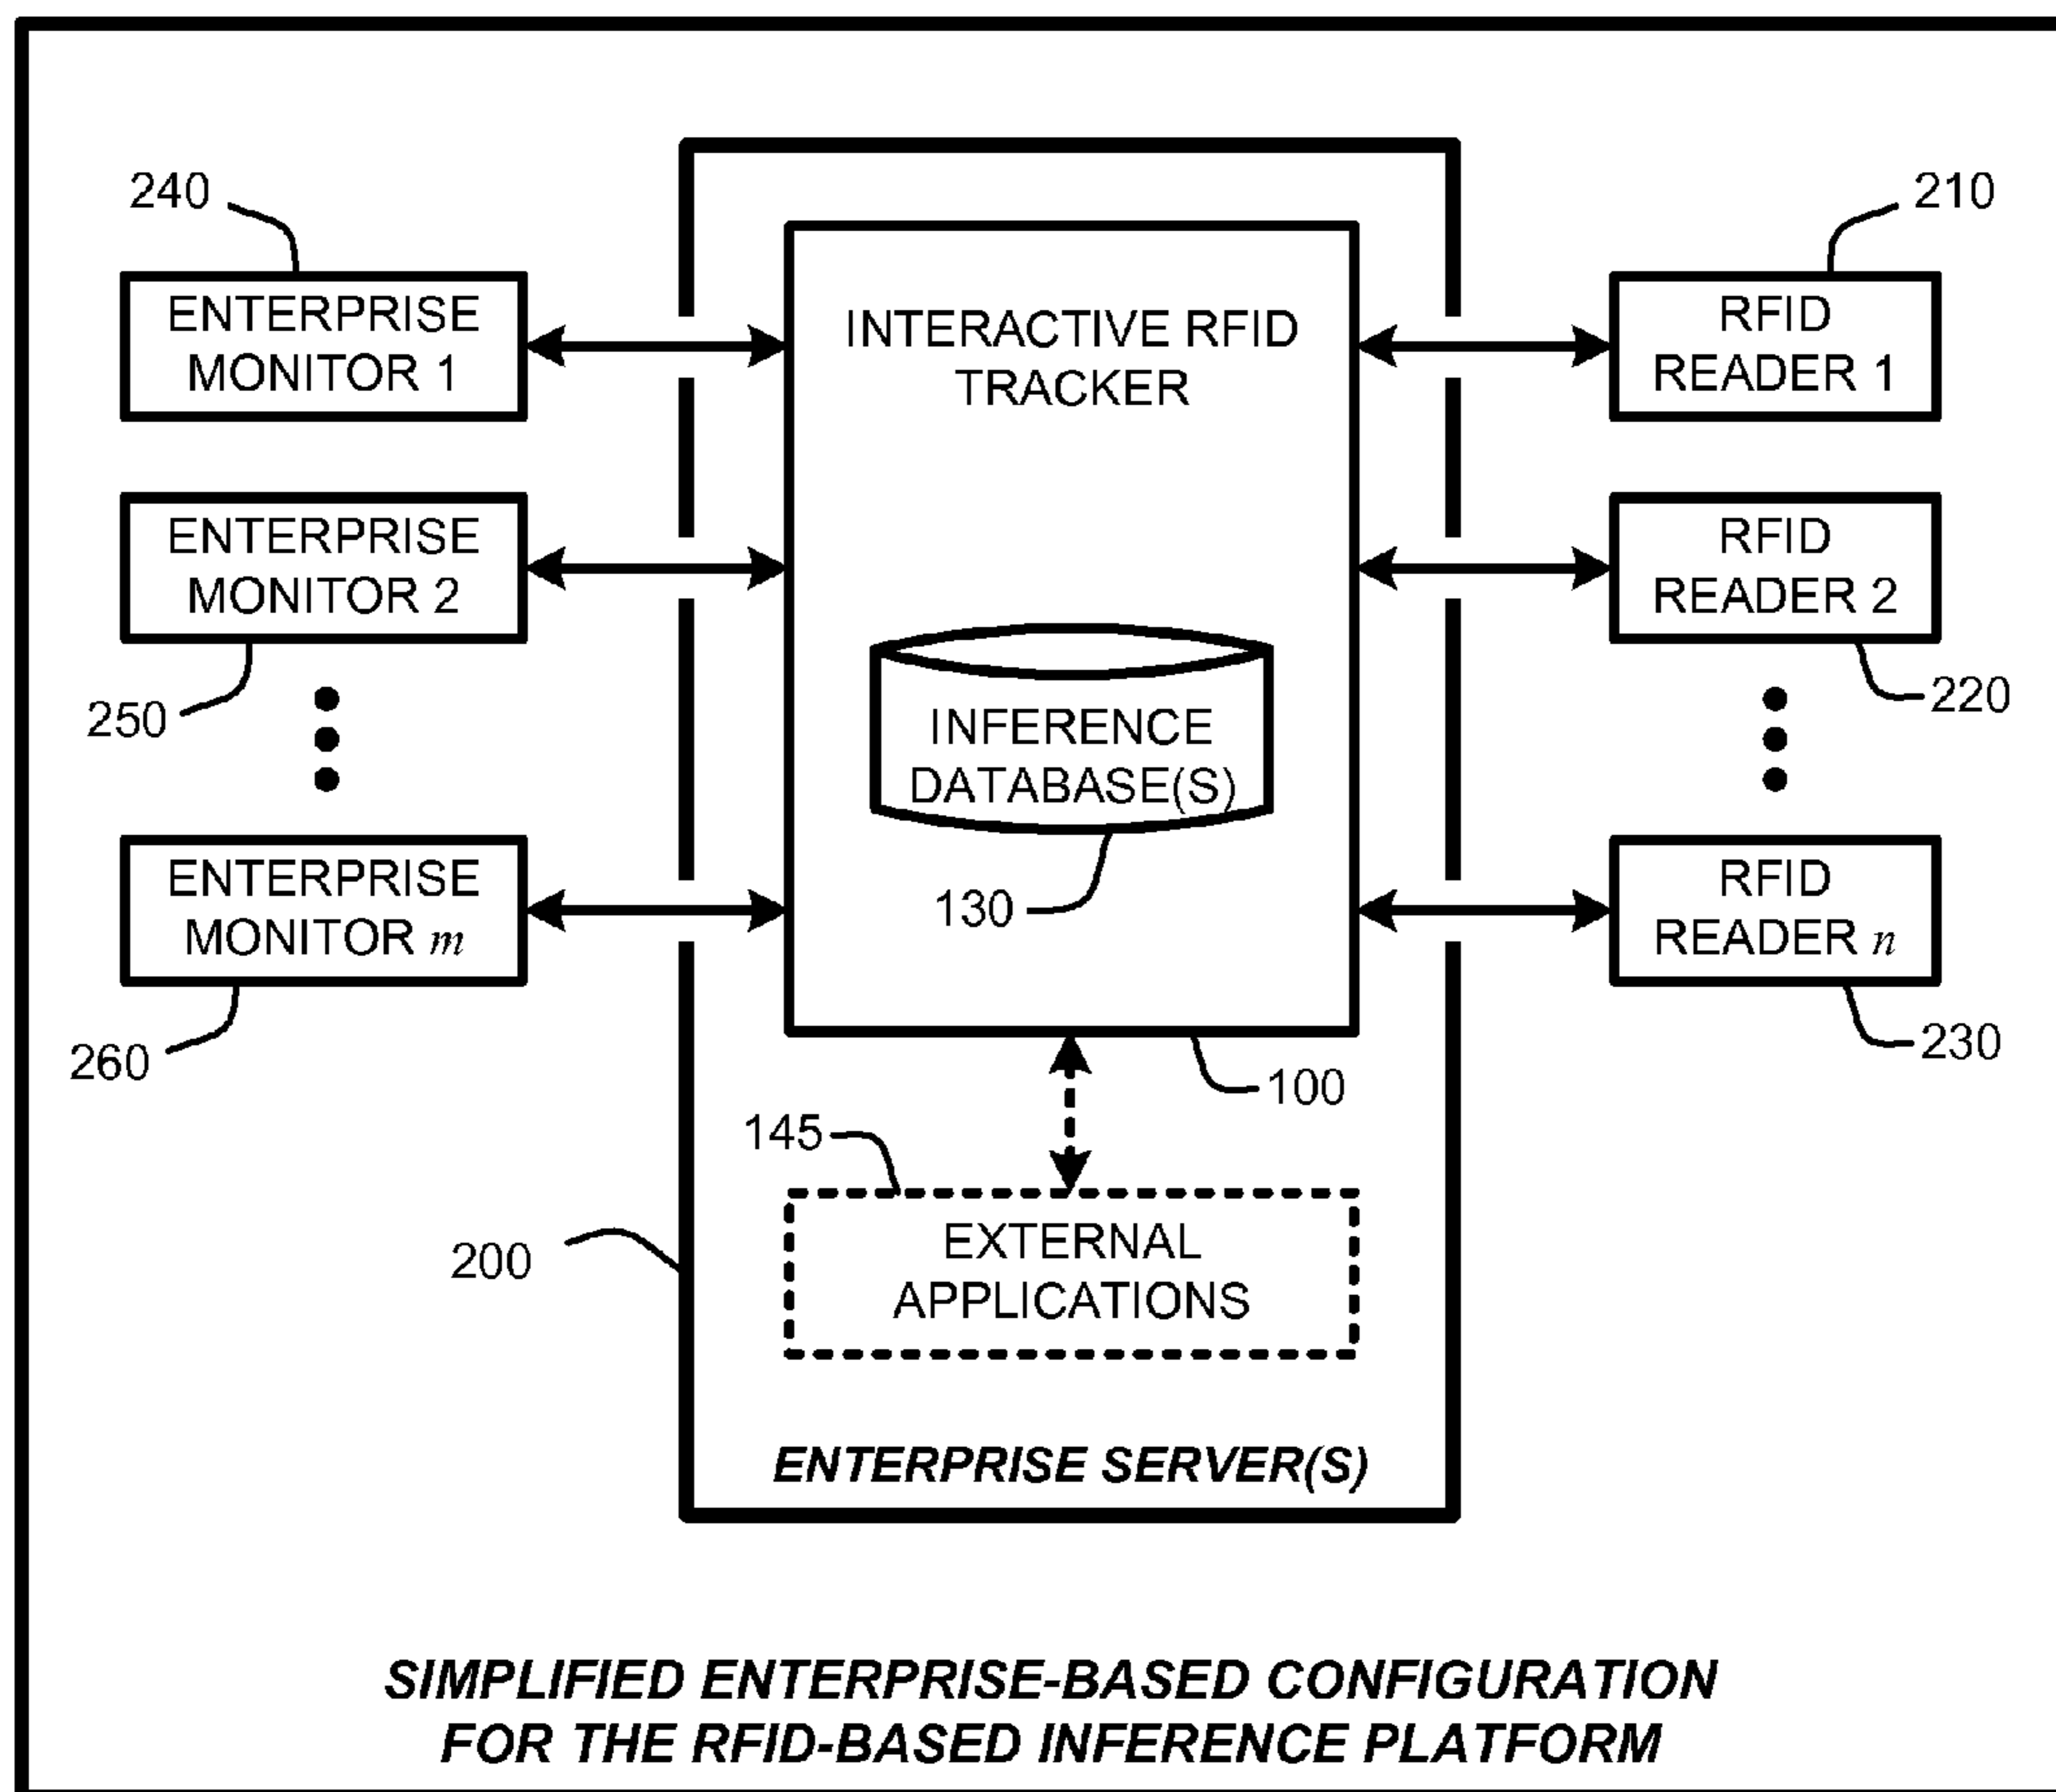 240
210
ENTERPRISE
MONITOR 1
INTERACTIVE RFID
TRACKER
RFID
READER 1
ENTERPRISE
MONITOR 2
RFID
READER 2
250
220
INFERENCE
DATABASE(S)
130
ENTERPRISE
MONITOR m
RFID
READER n
260
230
100
145
EXTERNAL
APPLICATIONS
200
ENTERPRISE SERVER(S)
SIMPLIFIED ENTERPRISE-BASED CONFIGURATION
FOR THE RFID-BASED INFERENCE PLATFORM